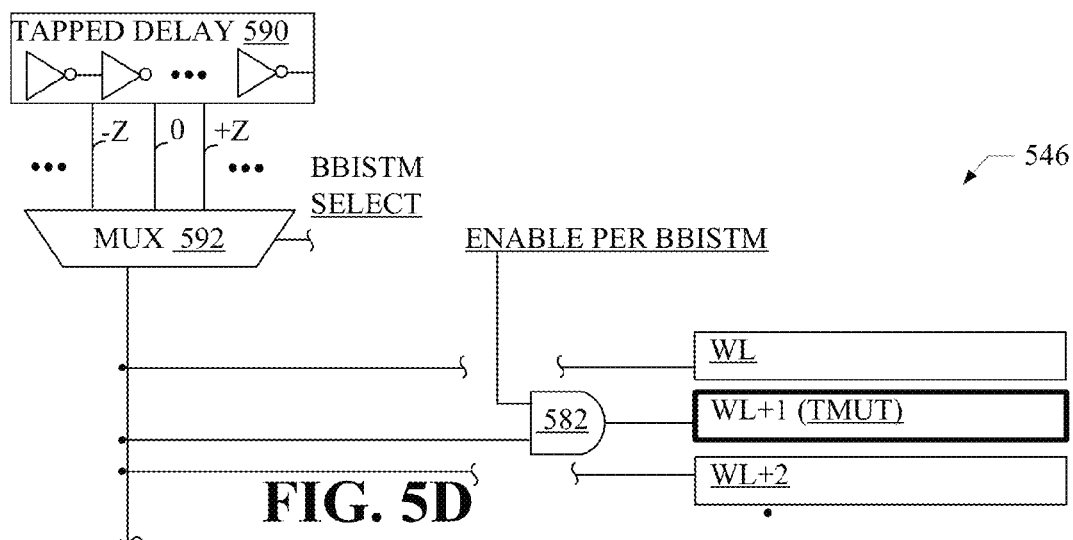 TAPPED DELAY 590
-Z 0 +Z
BBISTM
SELECT
546
MUX 592
ENABLE PER BBISTM
WL
582
WL+1 (TMUT)
WL+2
FIG. 5D